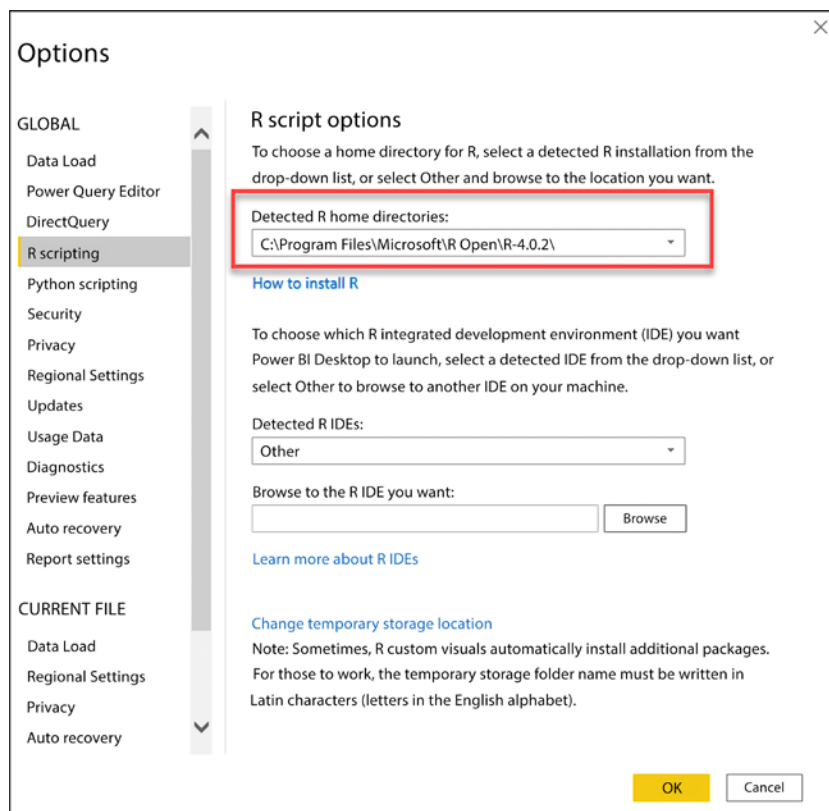 Options
GLOBAL
Data Load
Power Query Editor
DirectQuery
R scripting
Python scripting
Security
Privacy
Regional Settings
Updates
Usage Data
Diagnostics
Preview features
Auto recovery
Report settings
CURRENT FILE
Data Load
Regional Settings
Privacy
Auto recovery
R script options
To choose a home directory for R, select a detected R installation from the
drop-down list, or select Other and browse to the location you want.
Detected R home directories:
C:\Program Files\Microsoft\R Open\R-4.0.2\
How to install R
To choose which R integrated development environment (IDE) you want
Power BI Desktop to launch, select a detected IDE from the drop-down list, or
select Other to browse to another IDE on your machine.
Detected R IDEs:
Other
Browse to the R IDE you want:
Browse
Learn more about R IDEs
Change temporary storage location
Note: Sometimes, R custom visuals automatically install additional packages.
For those to work, the temporary storage folder name must be written in
Latin characters (letters in the English alphabet).
OK
Cancel